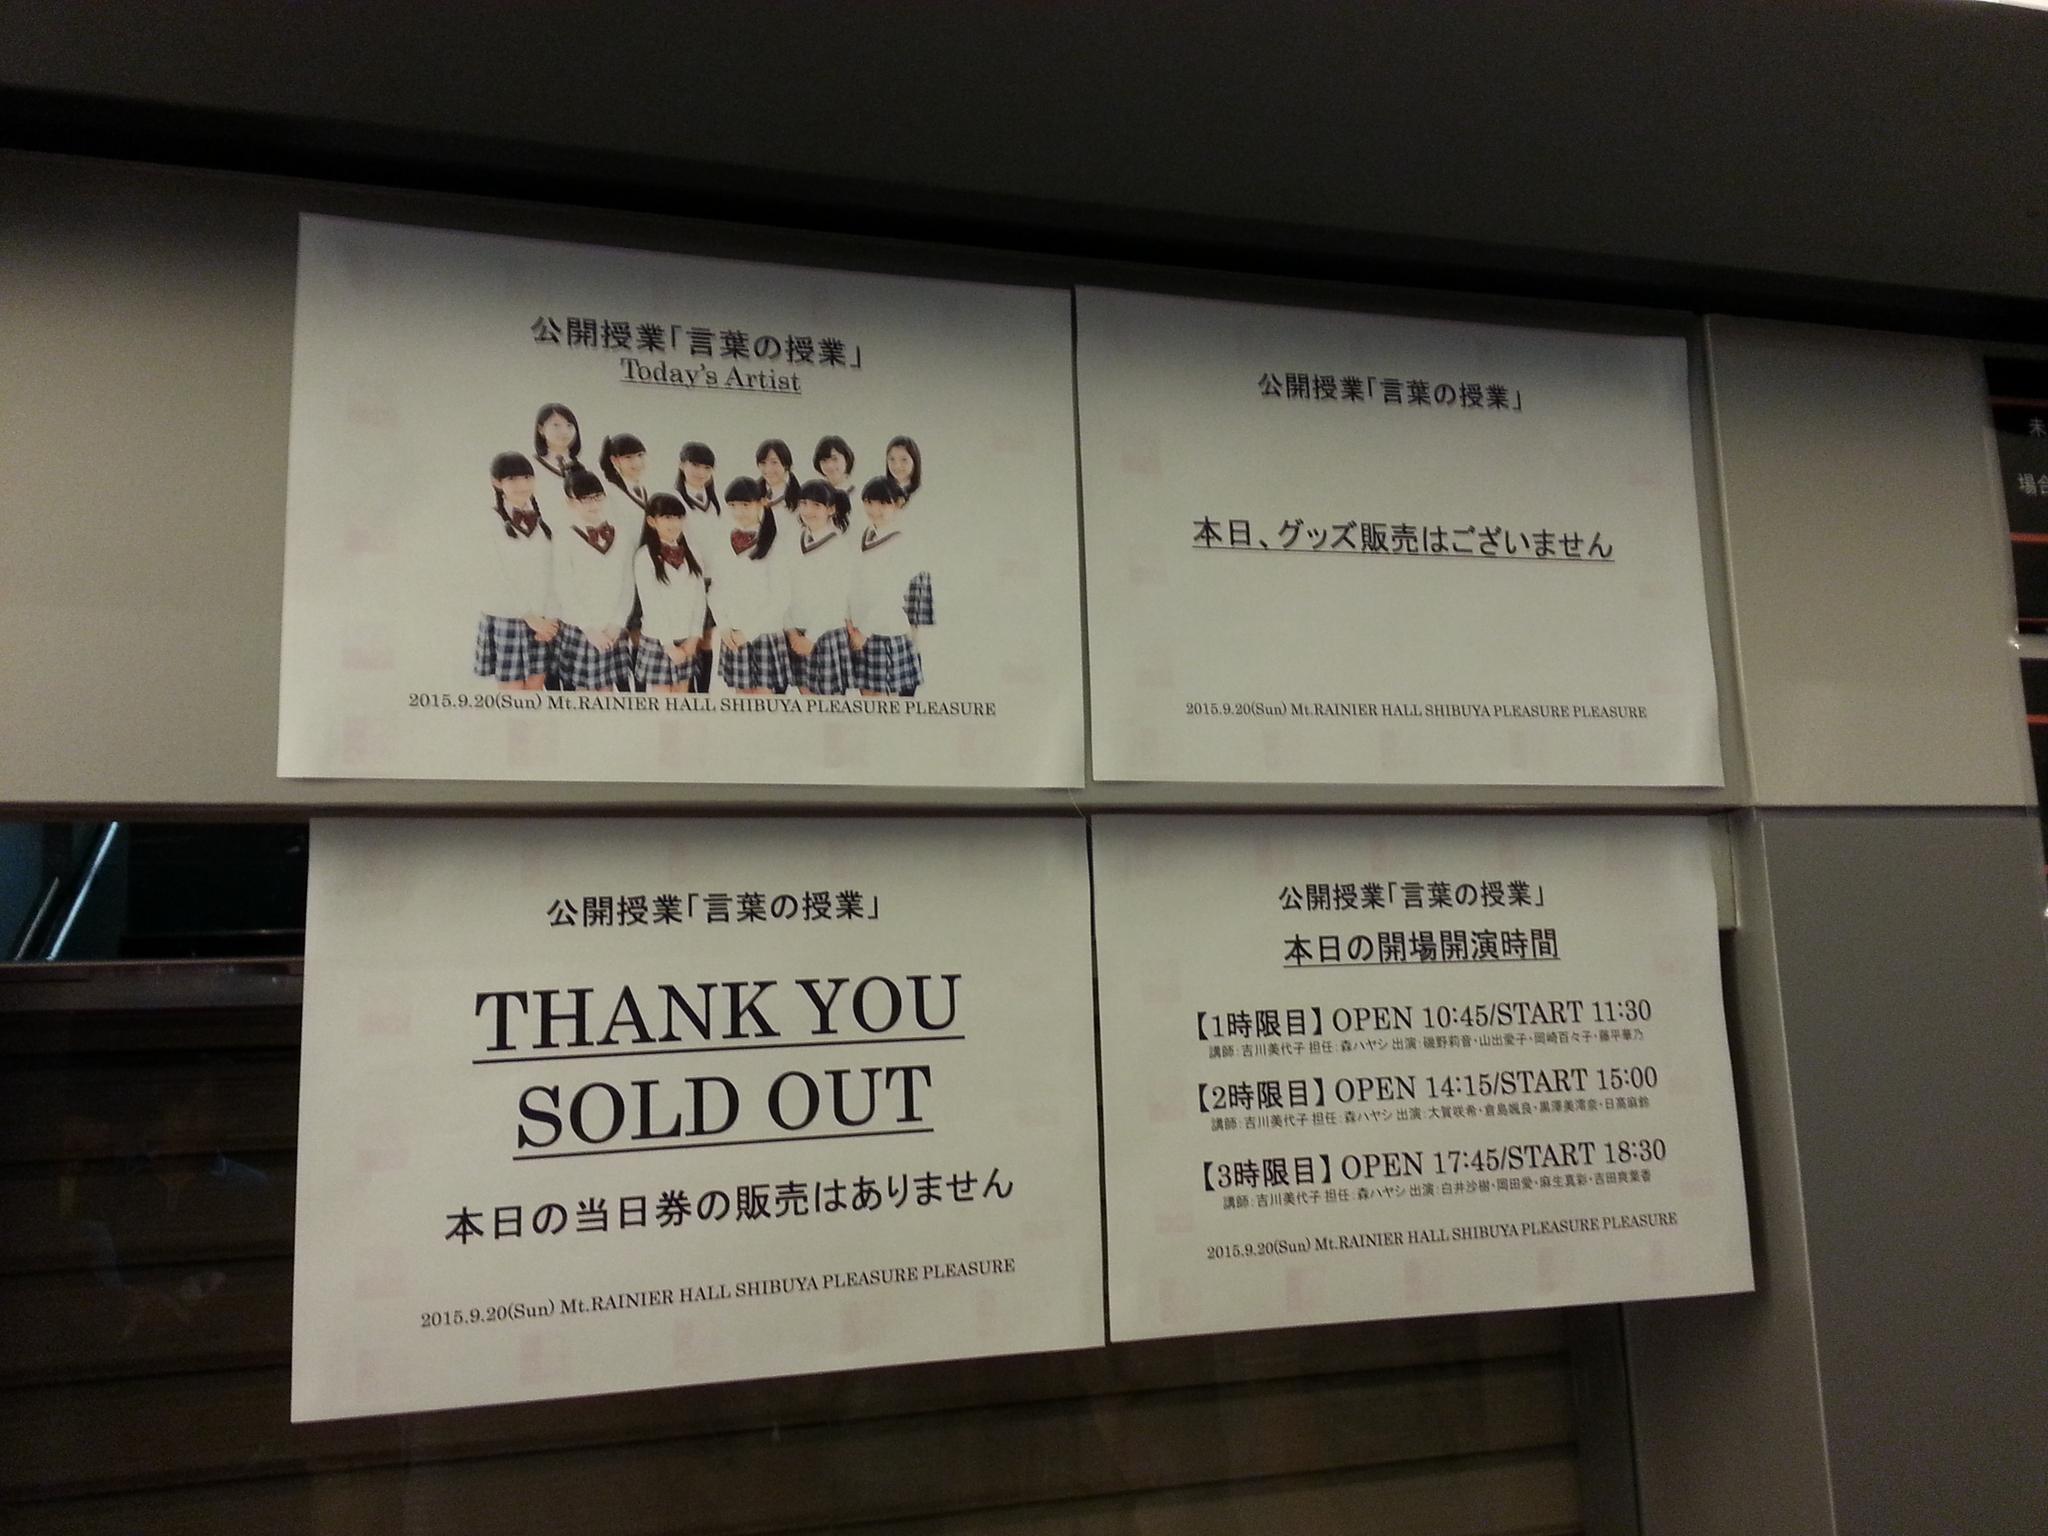 公開授業「言葉の授業」
Today's Artist
2015.9.20(Sun) Mt.RAINIER HALL SHIBUYA PLEASURE PLEASURE
公開授業「言葉の授業」
本日、グッズ販売はございません
2015.9.20(Sun) Mt.RAINIER HALL SHIBUYA PLEASURE PLEASURE
公開授業「言葉の授業」
THANK YOU
SOLD OUT
本日の当日券の販売はありません
2015.9.20(Sun) Mt.RAINIER HALL SHIBUYA PLEASURE PLEASURE
公開授業「言葉の授業」
本日の開場開演時間
【1時限目】OPEN 10:45/START 11:30
講師：吉川美代子 担任：森ハヤシ 出演：磯野莉音・山出愛子・岡崎百々子・藤平華乃
【2時限目】OPEN 14:15/START 15:00
講師：吉川美代子 担任：森ハヤシ 出演：大賀咲希・倉島颯良・黒澤美澪奈・日髙麻鈴
【3時限目】OPEN 17:45/START 18:30
講師：吉川美代子 担任：森ハヤシ 出演：白井沙樹・岡田愛・麻生真彩・吉田爽葉香
2015.9.20(Sun) Mt.RAINIER HALL SHIBUYA PLEASURE PLEASURE
未
場合